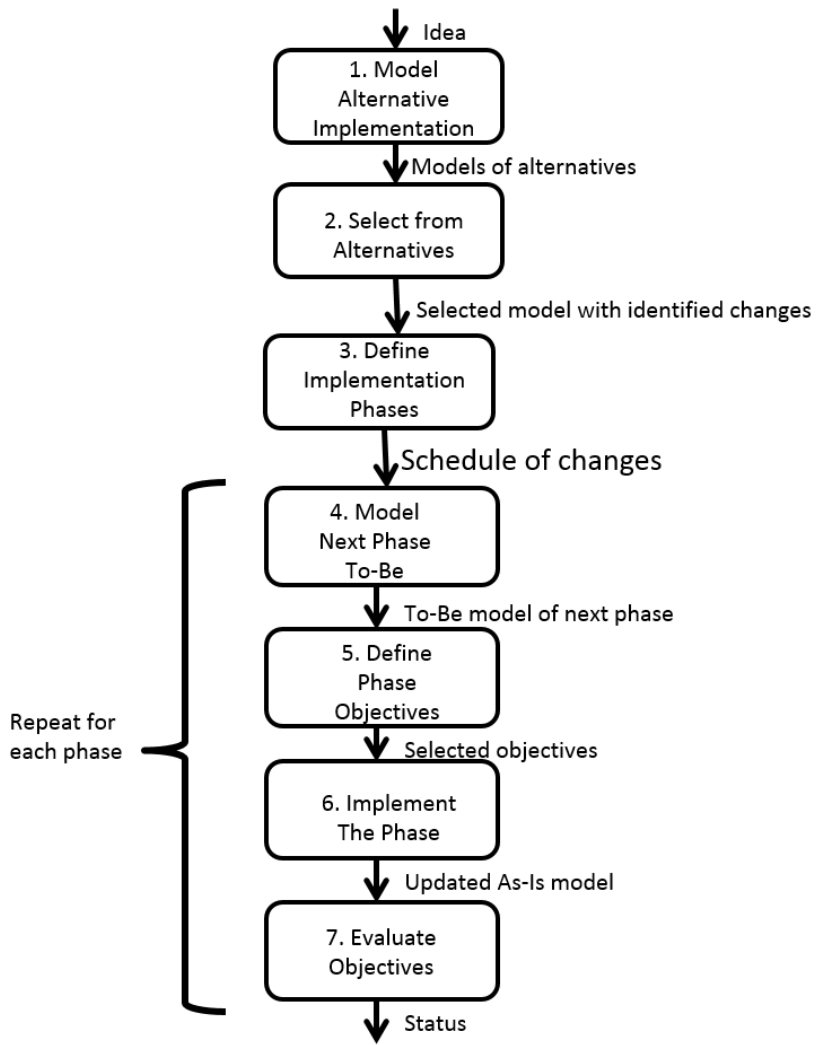 Idea
1. Model
Alternative
Implementation
Models of alternatives
2. Select from
Alternatives
Selected model with identified changes
3. Define
Implementation
Phases
Schedule of changes
4. Model
Next Phase
To-Be
To-Be model of next phase
5. Define
Phase
Objectives
Repeat for
each phase
Selected objectives
6. Implement
The Phase
Updated As-Is model
7. Evaluate
Objectives
Status